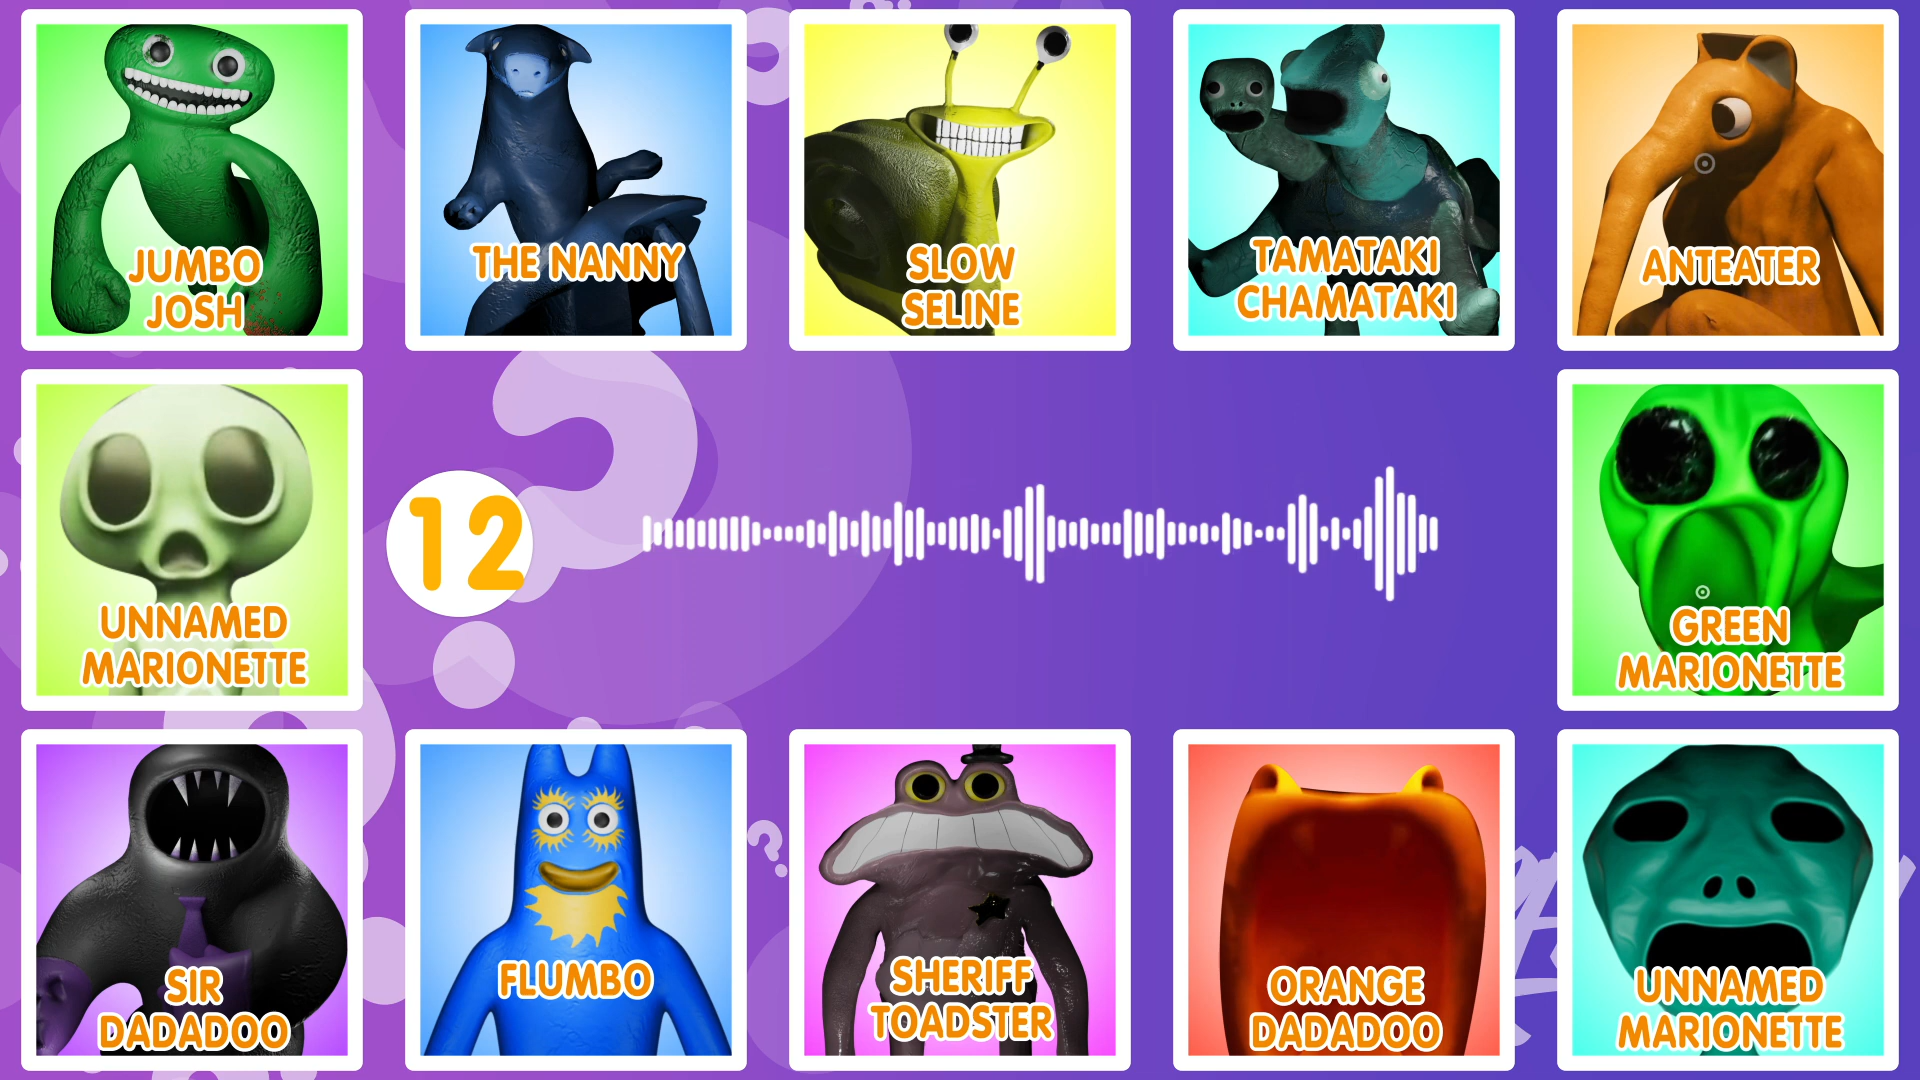 JUMBO
JOSH
THE NANNY
SLOW
SELINE
TAMATAKI
CHAMATAKI
ANTEATER
UNNAMED
MARIONETTE
12
GREEN
MARIONETTE
SIR
DADADOO
FLUMBO
SHERIFF
TOADSTER
ORANGE
DADADOO
UNNAMED
MARIONETTE